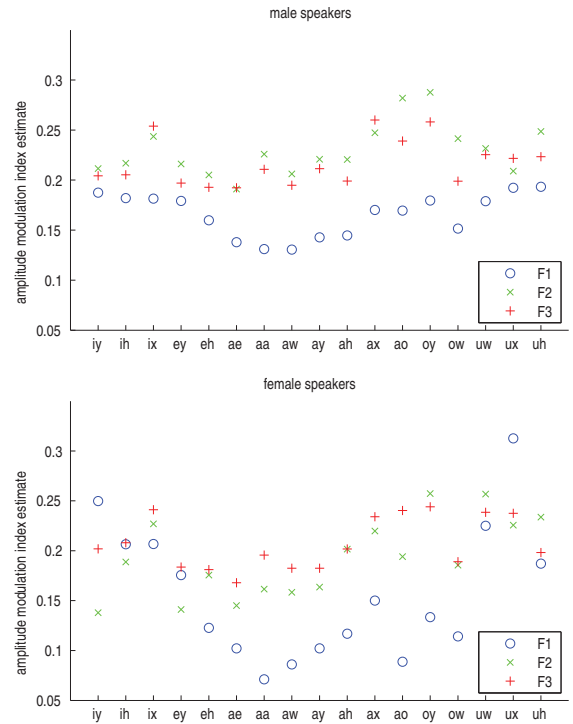 male speakers
amplitude modulation index estimate
0.3
0.25
0.2
0.15
0.1
0.05
iy ih ix ey eh ae aa aw ay ah ax ao oy ow uw ux uh
F1
F2
F3
female speakers
amplitude modulation index estimate
0.3
0.25
0.2
0.15
0.1
0.05
iy ih ix ey eh ae aa aw ay ah ax ao oy ow uw ux uh
F1
F2
F3